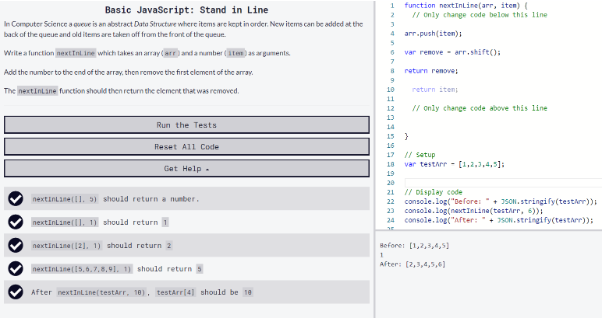 Basic JavaScript: Stand in Line
In Computer Science a queue is an abstract Data Structure where items are kept in order. New items can be added at the
back of the queue and old items are taken off from the front of the queue.
Write a function nextInLine which takes an array (arr) and a number (item) as arguments.
Add the number to the end of the array, then remove the first element of the array.
The nextInLine function should then return the element that was removed.
Run the Tests
Reset All Code
Get Help
nextInLine([], 5) should return a number.
nextInLine([], 1) should return 1
nextInLine([2], 1) should return 2
nextInLine([5,6,7,8,9], 1) should return 5
After nextInLine(testArr, 10), testArr[4] should be 10
1 function nextInLine(arr, item) {
2 // Only change code below this line
3
4 arr.push(item);
5
6 var remove = arr.shift();
7
8 return remove;
9
10 return item;
11
12 // Only change code above this line
13
14
15 }
16
17 // Setup
18 var testArr = [1,2,3,4,5];
19
20
21 // Display code
22 console.log("Before: " + JSON.stringify(testArr));
23 console.log(nextInLine(testArr, 6));
24 console.log("After: " + JSON.stringify(testArr));
25
Before: [1,2,3,4,5]
1
After: [2,3,4,5,6]